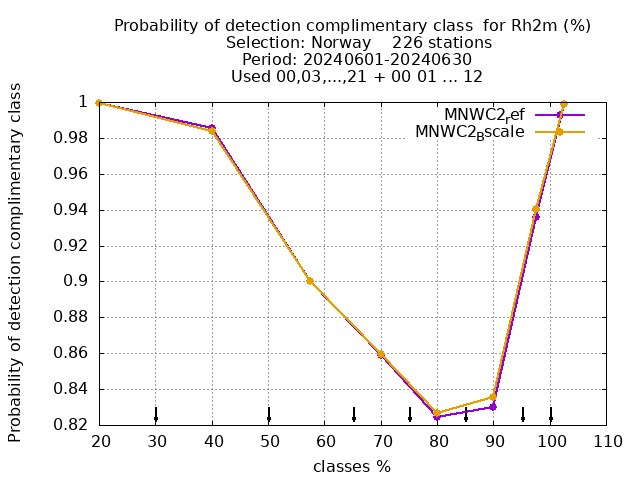 Probability of detection complimentary class  for Rh2m (%)
Selection: Norway    226 stations
Period: 20240601-20240630
Used 00,03,...,21 + 00 01 ... 12
Probability of detection complimentary class
1
0.98
0.96
0.94
0.92
0.9
0.88
0.86
0.84
0.82
MNWC2ref
MNWC2Bscale
20 30 40 50 60 70 80 90 100 110
classes %